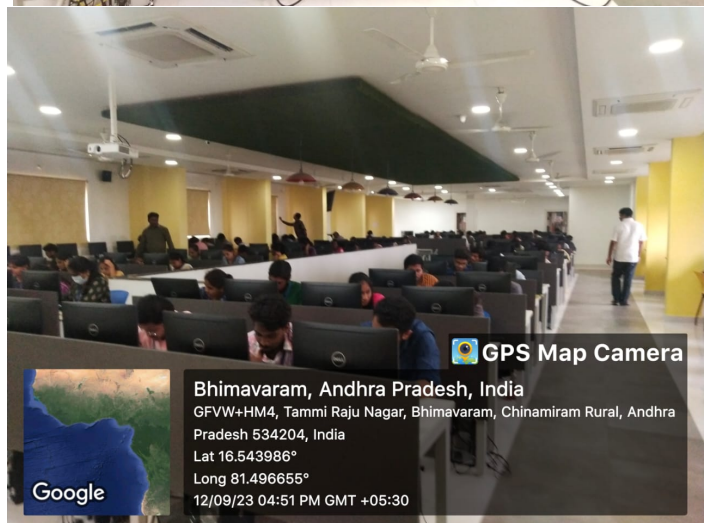 GPS Map Camera
Bhimavaram, Andhra Pradesh, India
GFVW+HM4, Tammi Raju Nagar, Bhimavaram, Chinamiram Rural, Andhra
Pradesh 534204, India
Lat 16.543986°
Long 81.496655°
12/09/23 04:51 PM GMT +05:30
Google